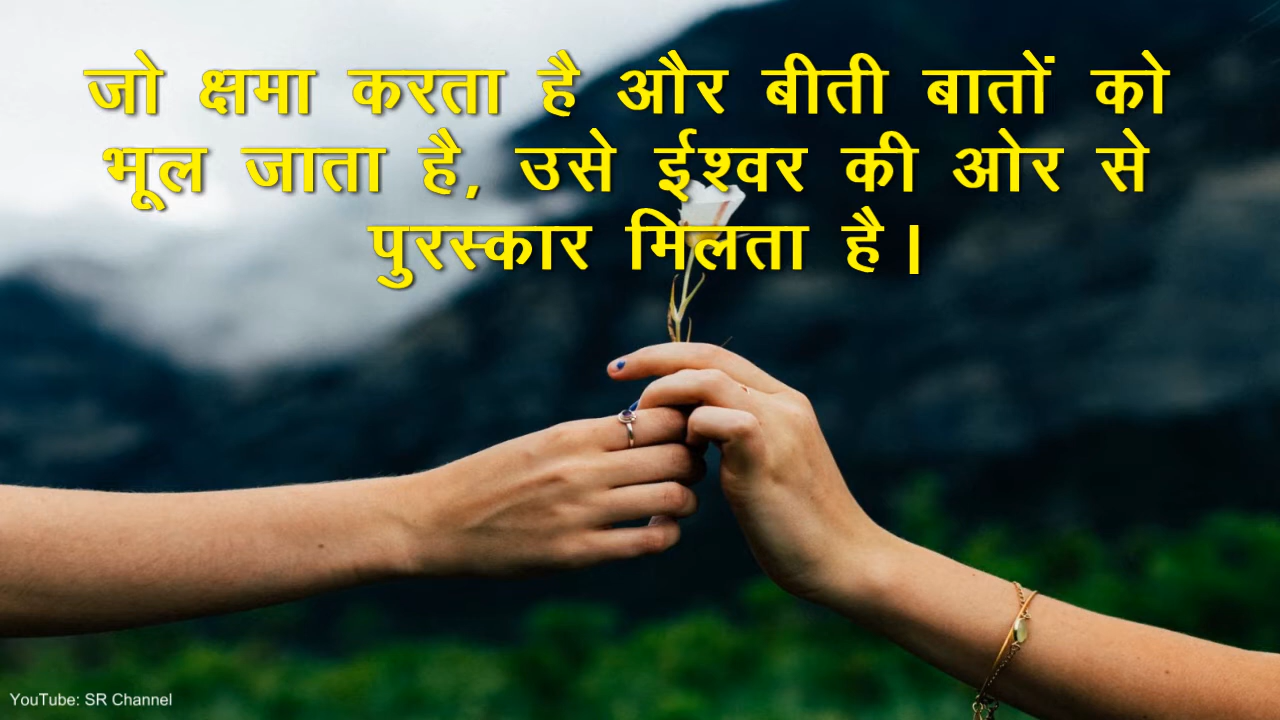 जो क्षमा करता है और बीती बातों को
भूल जाता है, उसे ईश्वर की ओर से
पुरस्कार मिलता है।
YouTube: SR Channel